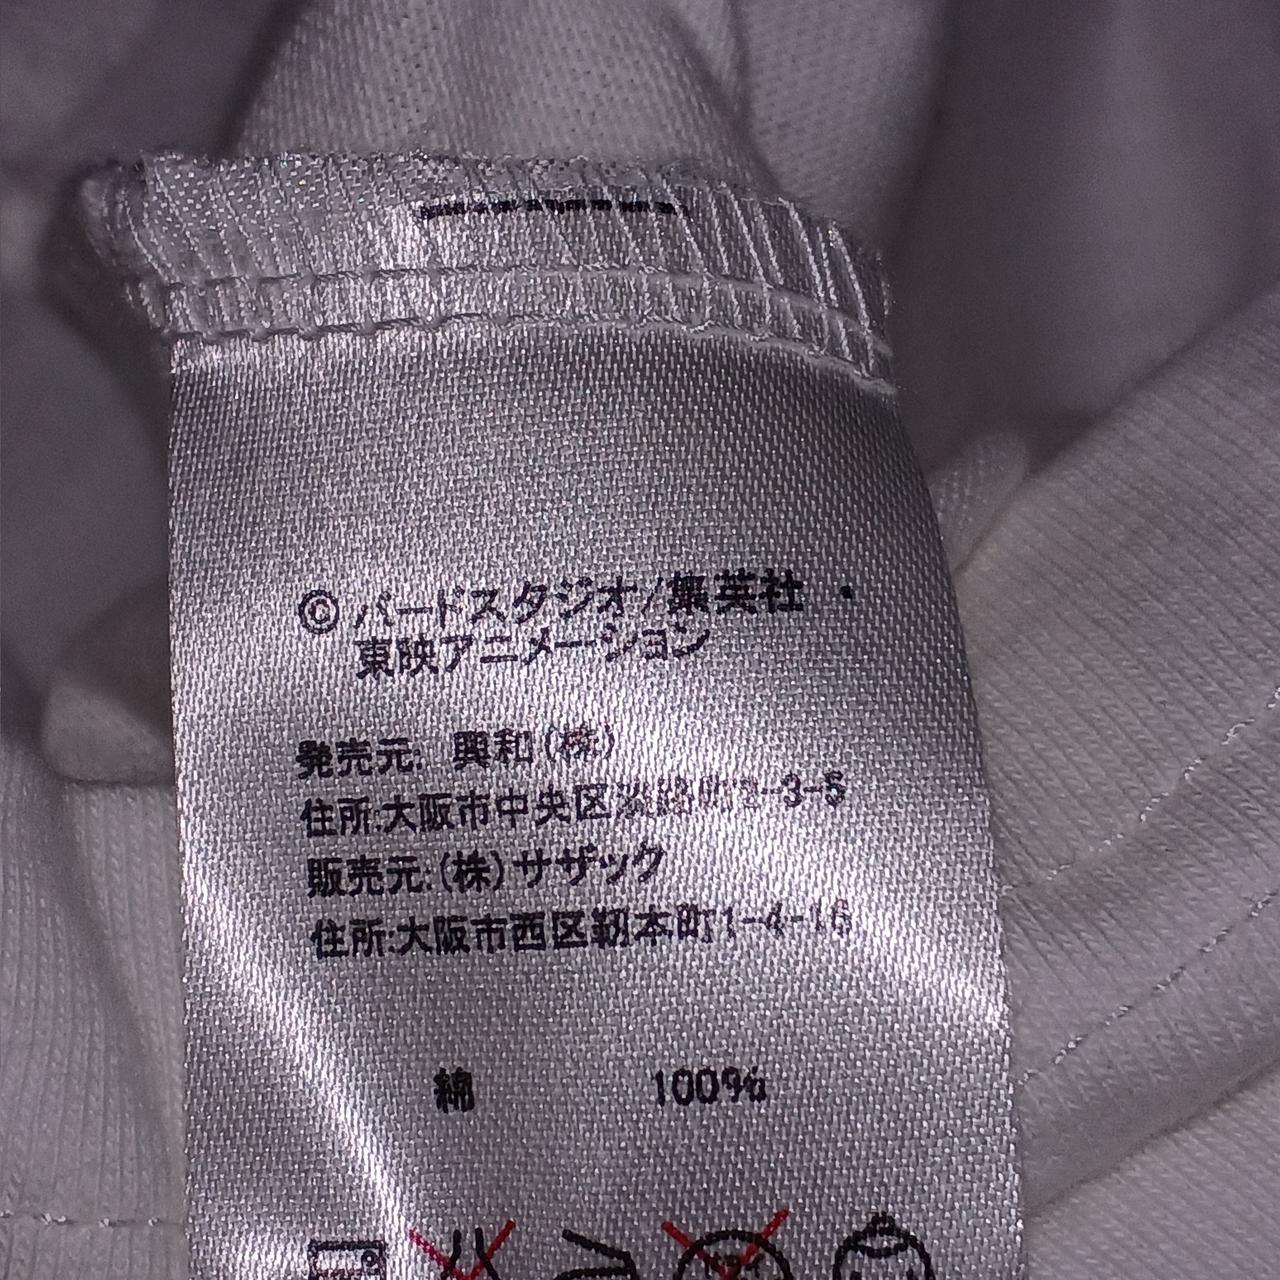 © バードスタジオ/集英社・
東映アニメーション
発売元: 興和(株)
住所:大阪市中央区淡路町2-3-5
販売元:(株)サザック
住所:大阪市西区靭本町1-4-16
綿 100%